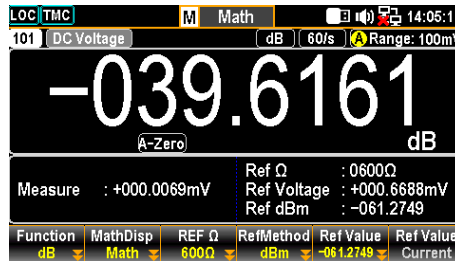 LOC TMC M Math 14:05:1
101 DC Voltage dB 60/s A Range: 100m
-039.6161
A-Zero dB
Measure : +000.0069mV
Ref Ω : 0600Ω
Ref Voltage : +000.6688mV
Ref dBm : -061.2749
Function MathDisp REF Ω RefMethod Ref Value Ref Value
dB Math 600Ω dBm -061.2749 Current